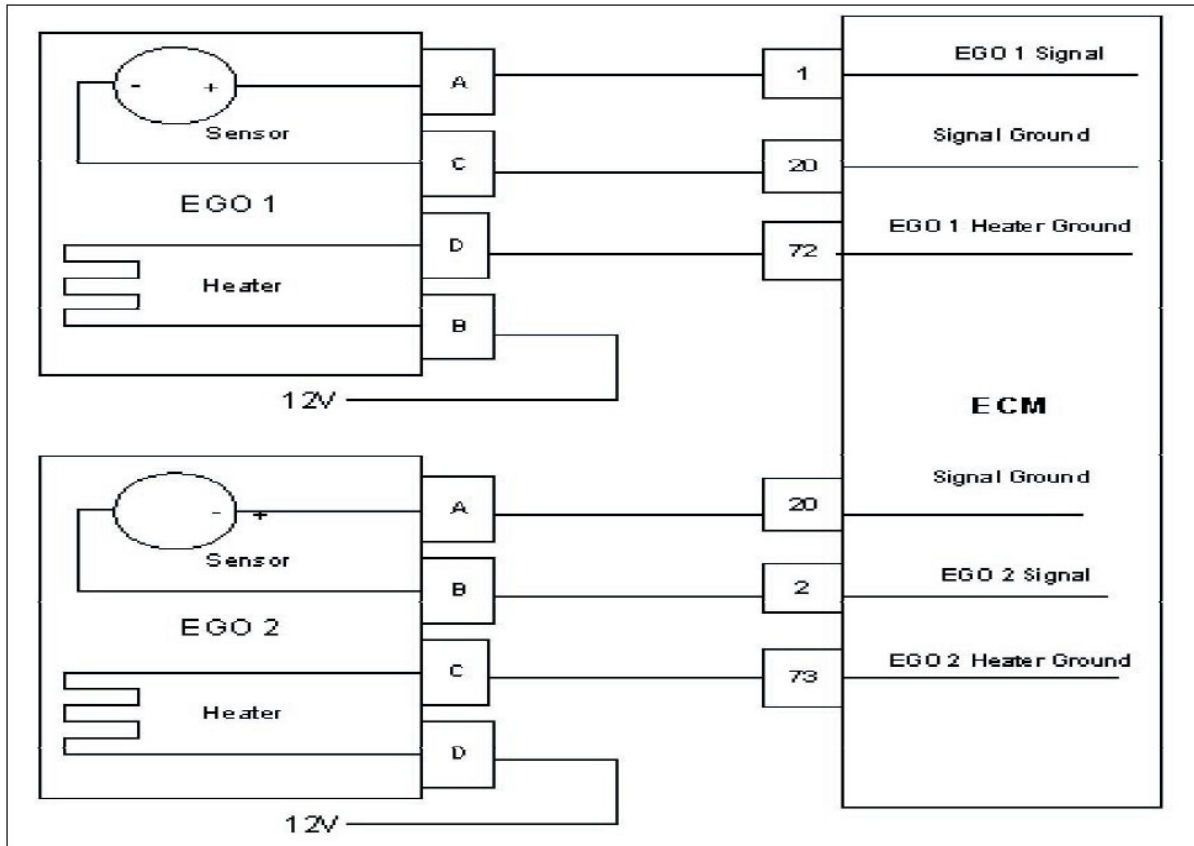 EGO 1 Signal
A
1
- +
Sensor
Signal Ground
C
20
EGO 1
EGO 1 Heater Ground
D
72
Heater
B
12V
ECM
Signal Ground
A
20
- +
Sensor
EGO 2 Signal
B
2
EGO 2
EGO 2 Heater Ground
C
73
Heater
D
12V